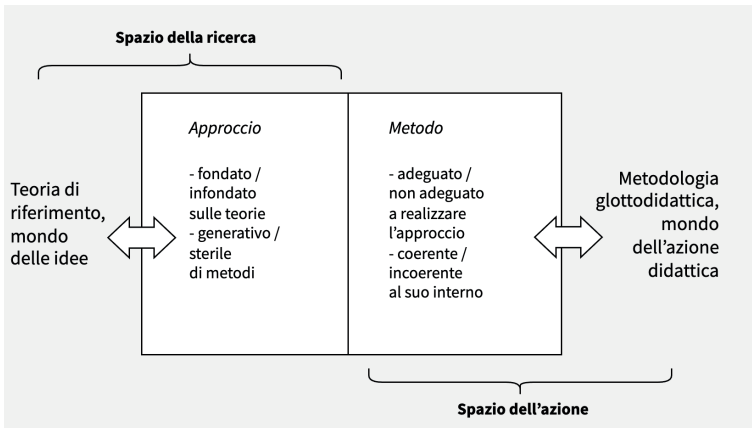 Spazio della ricerca
Teoria di
riferimento,
mondo
delle idee
Approccio
- fondato /
infondato
sulle teorie
- generativo /
sterile
di metodi
Metodo
- adeguato /
non adeguato
a realizzare
l’approccio
- coerente /
incoerente
al suo interno
Metodologia
glottodidattica,
mondo
dell’azione
didattica
Spazio dell’azione